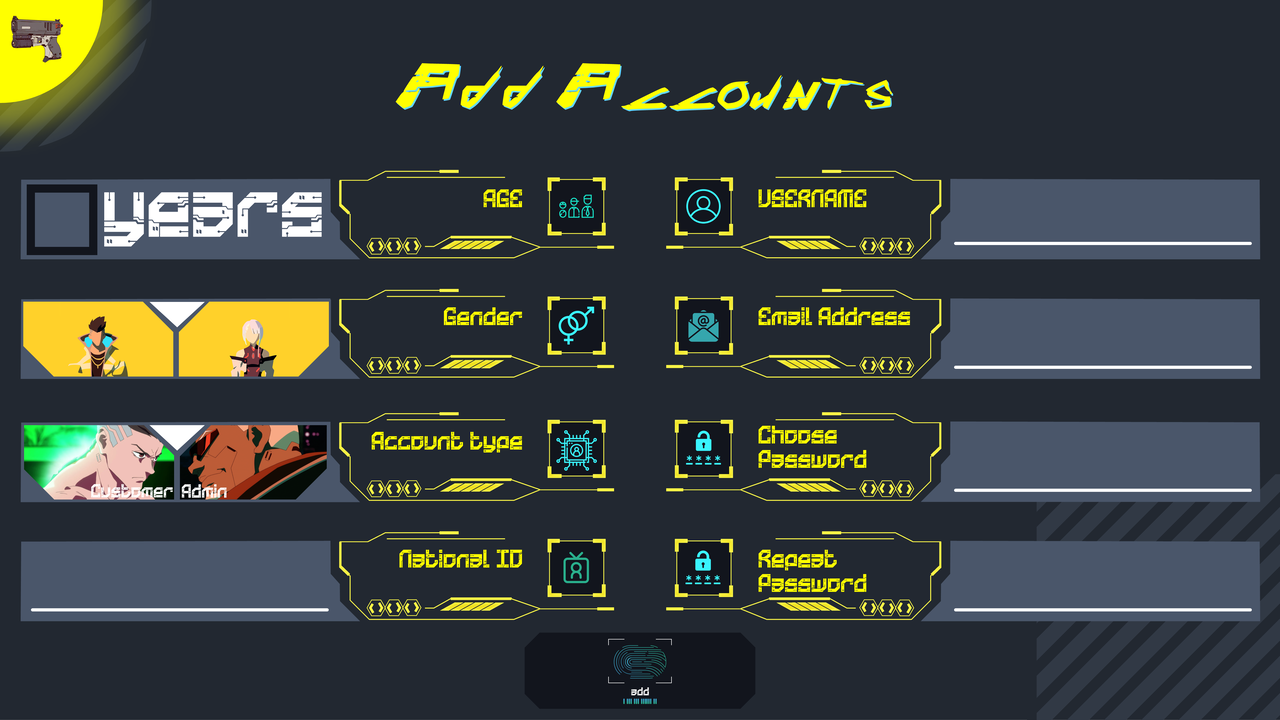 Add Accounts
years
AGE
USERNAME
Gender
Email Address
Account type
Choose
Password
Customer
Admin
National ID
Repeat
Password
add